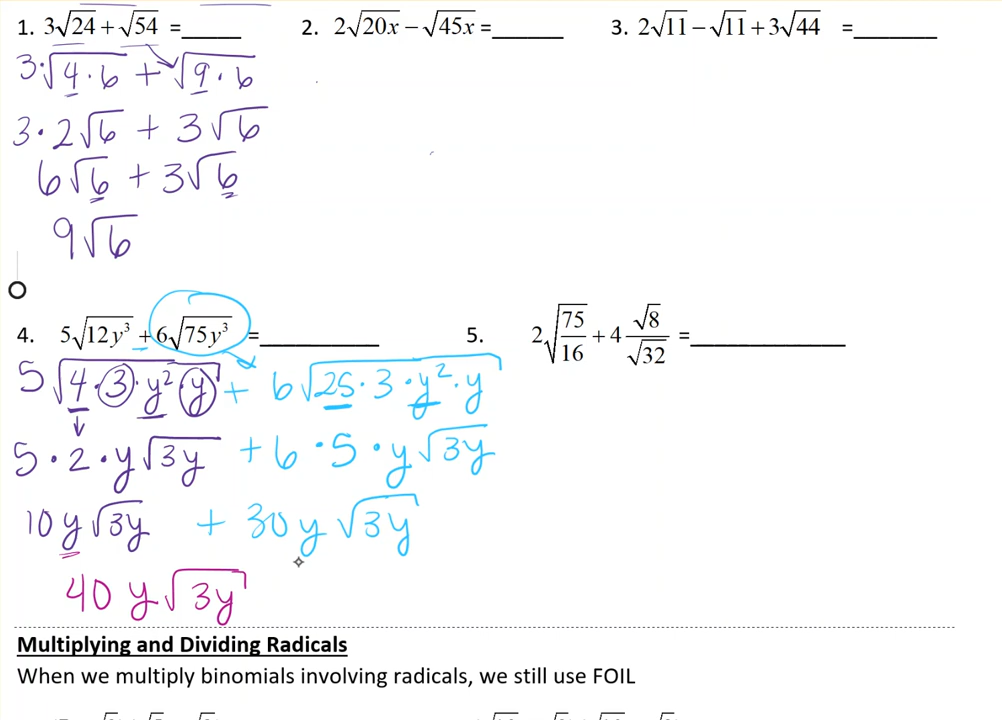 1. 3√24 + √54 = ______ 2. 2√20x − √45x = ________ 3. 2√11 − √11 + 3√44 = _________
3·√4·6 + √9·6
3·2√6 + 3√6
6√6 + 3√6
9√6
4. 5√12y³ + 6√75y³ = _____________ 5. 2√75/16 + 4 √8/√32 = _________________
5√4·3·y²·y + 6√25·3·y²·y
5·2·y√3y + 6·5·y√3y
10y√3y + 30y√3y
40y√3y
Multiplying and Dividing Radicals
When we multiply binomials involving radicals, we still use FOIL